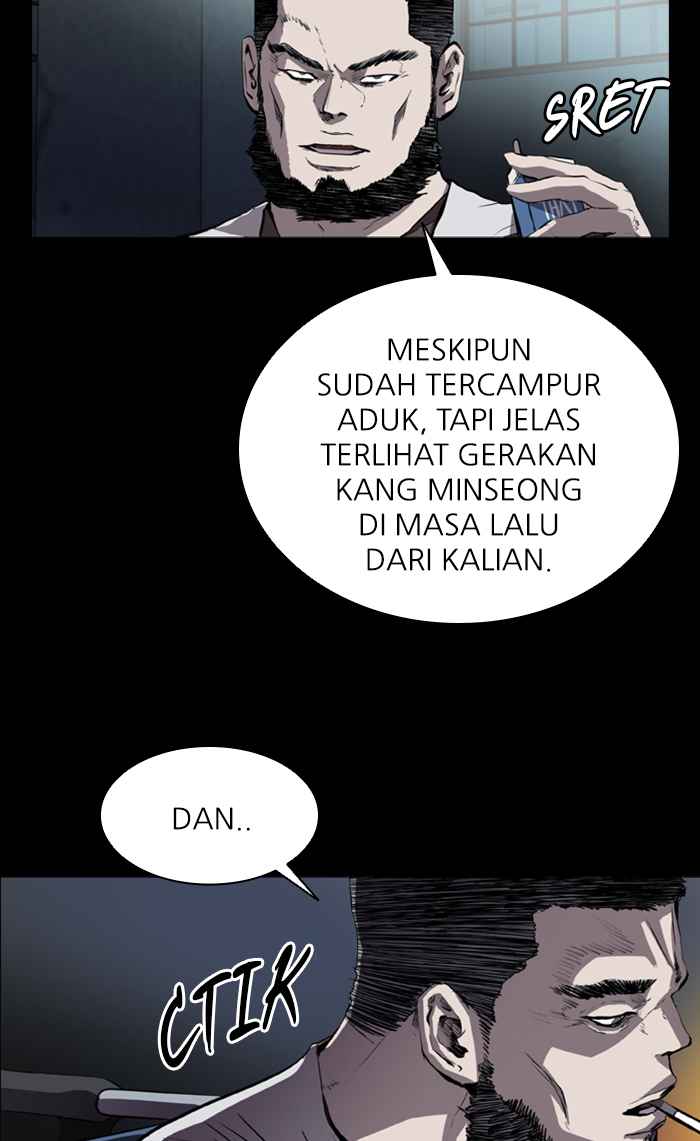 SRET
MESKIPUN
SUDAH TERCAMPUR
ADUK, TAPI JELAS
TERLIHAT GERAKAN
KANG MINSEONG
DI MASA LALU
DARI KALIAN.
DAN..
CTIK